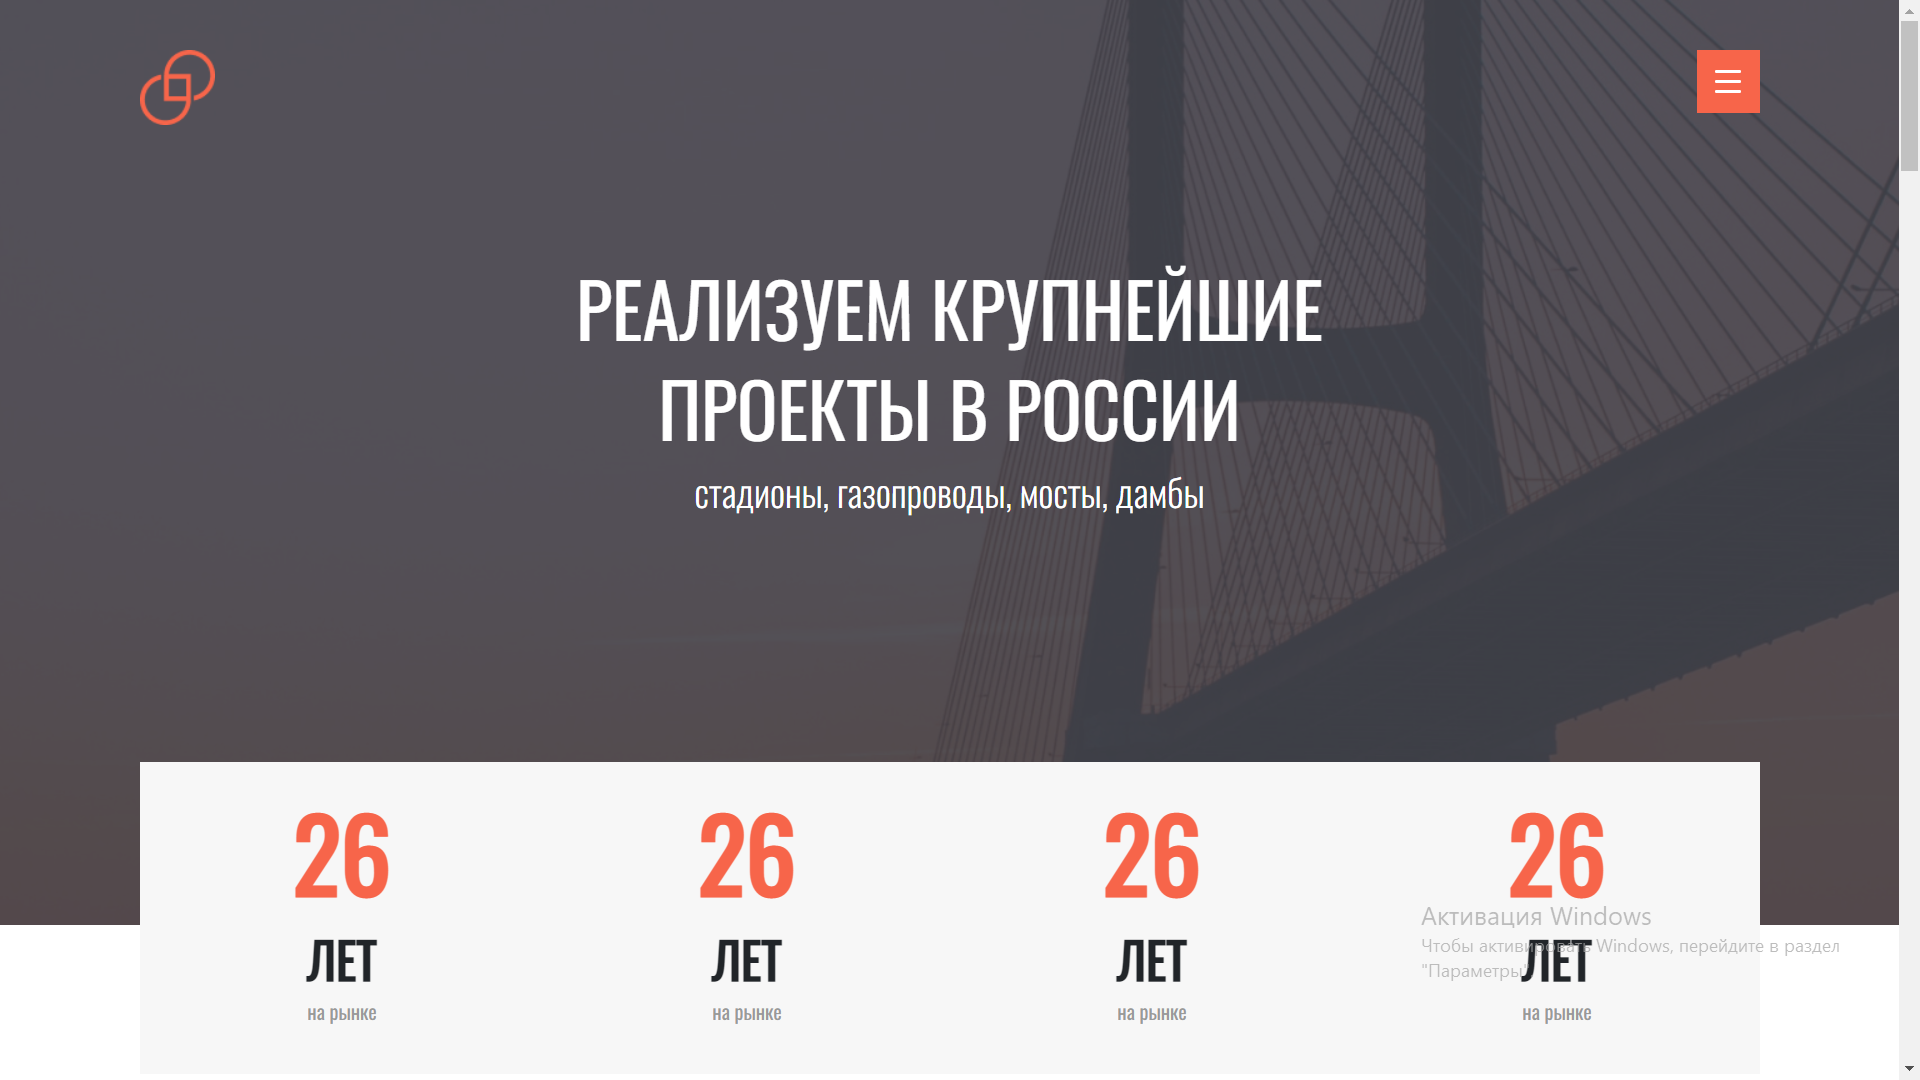 РЕАЛИЗУЕМ КРУПНЕЙШИЕ
ПРОЕКТЫ В РОССИИ
стадионы, газопроводы, мосты, дамбы
26 26 26 26
ЛЕТ ЛЕТ ЛЕТ ЛЕТ
на рынке на рынке на рынке на рынке
Активация Windows
Чтобы активировать Windows, перейдите в раздел
"Параметры".